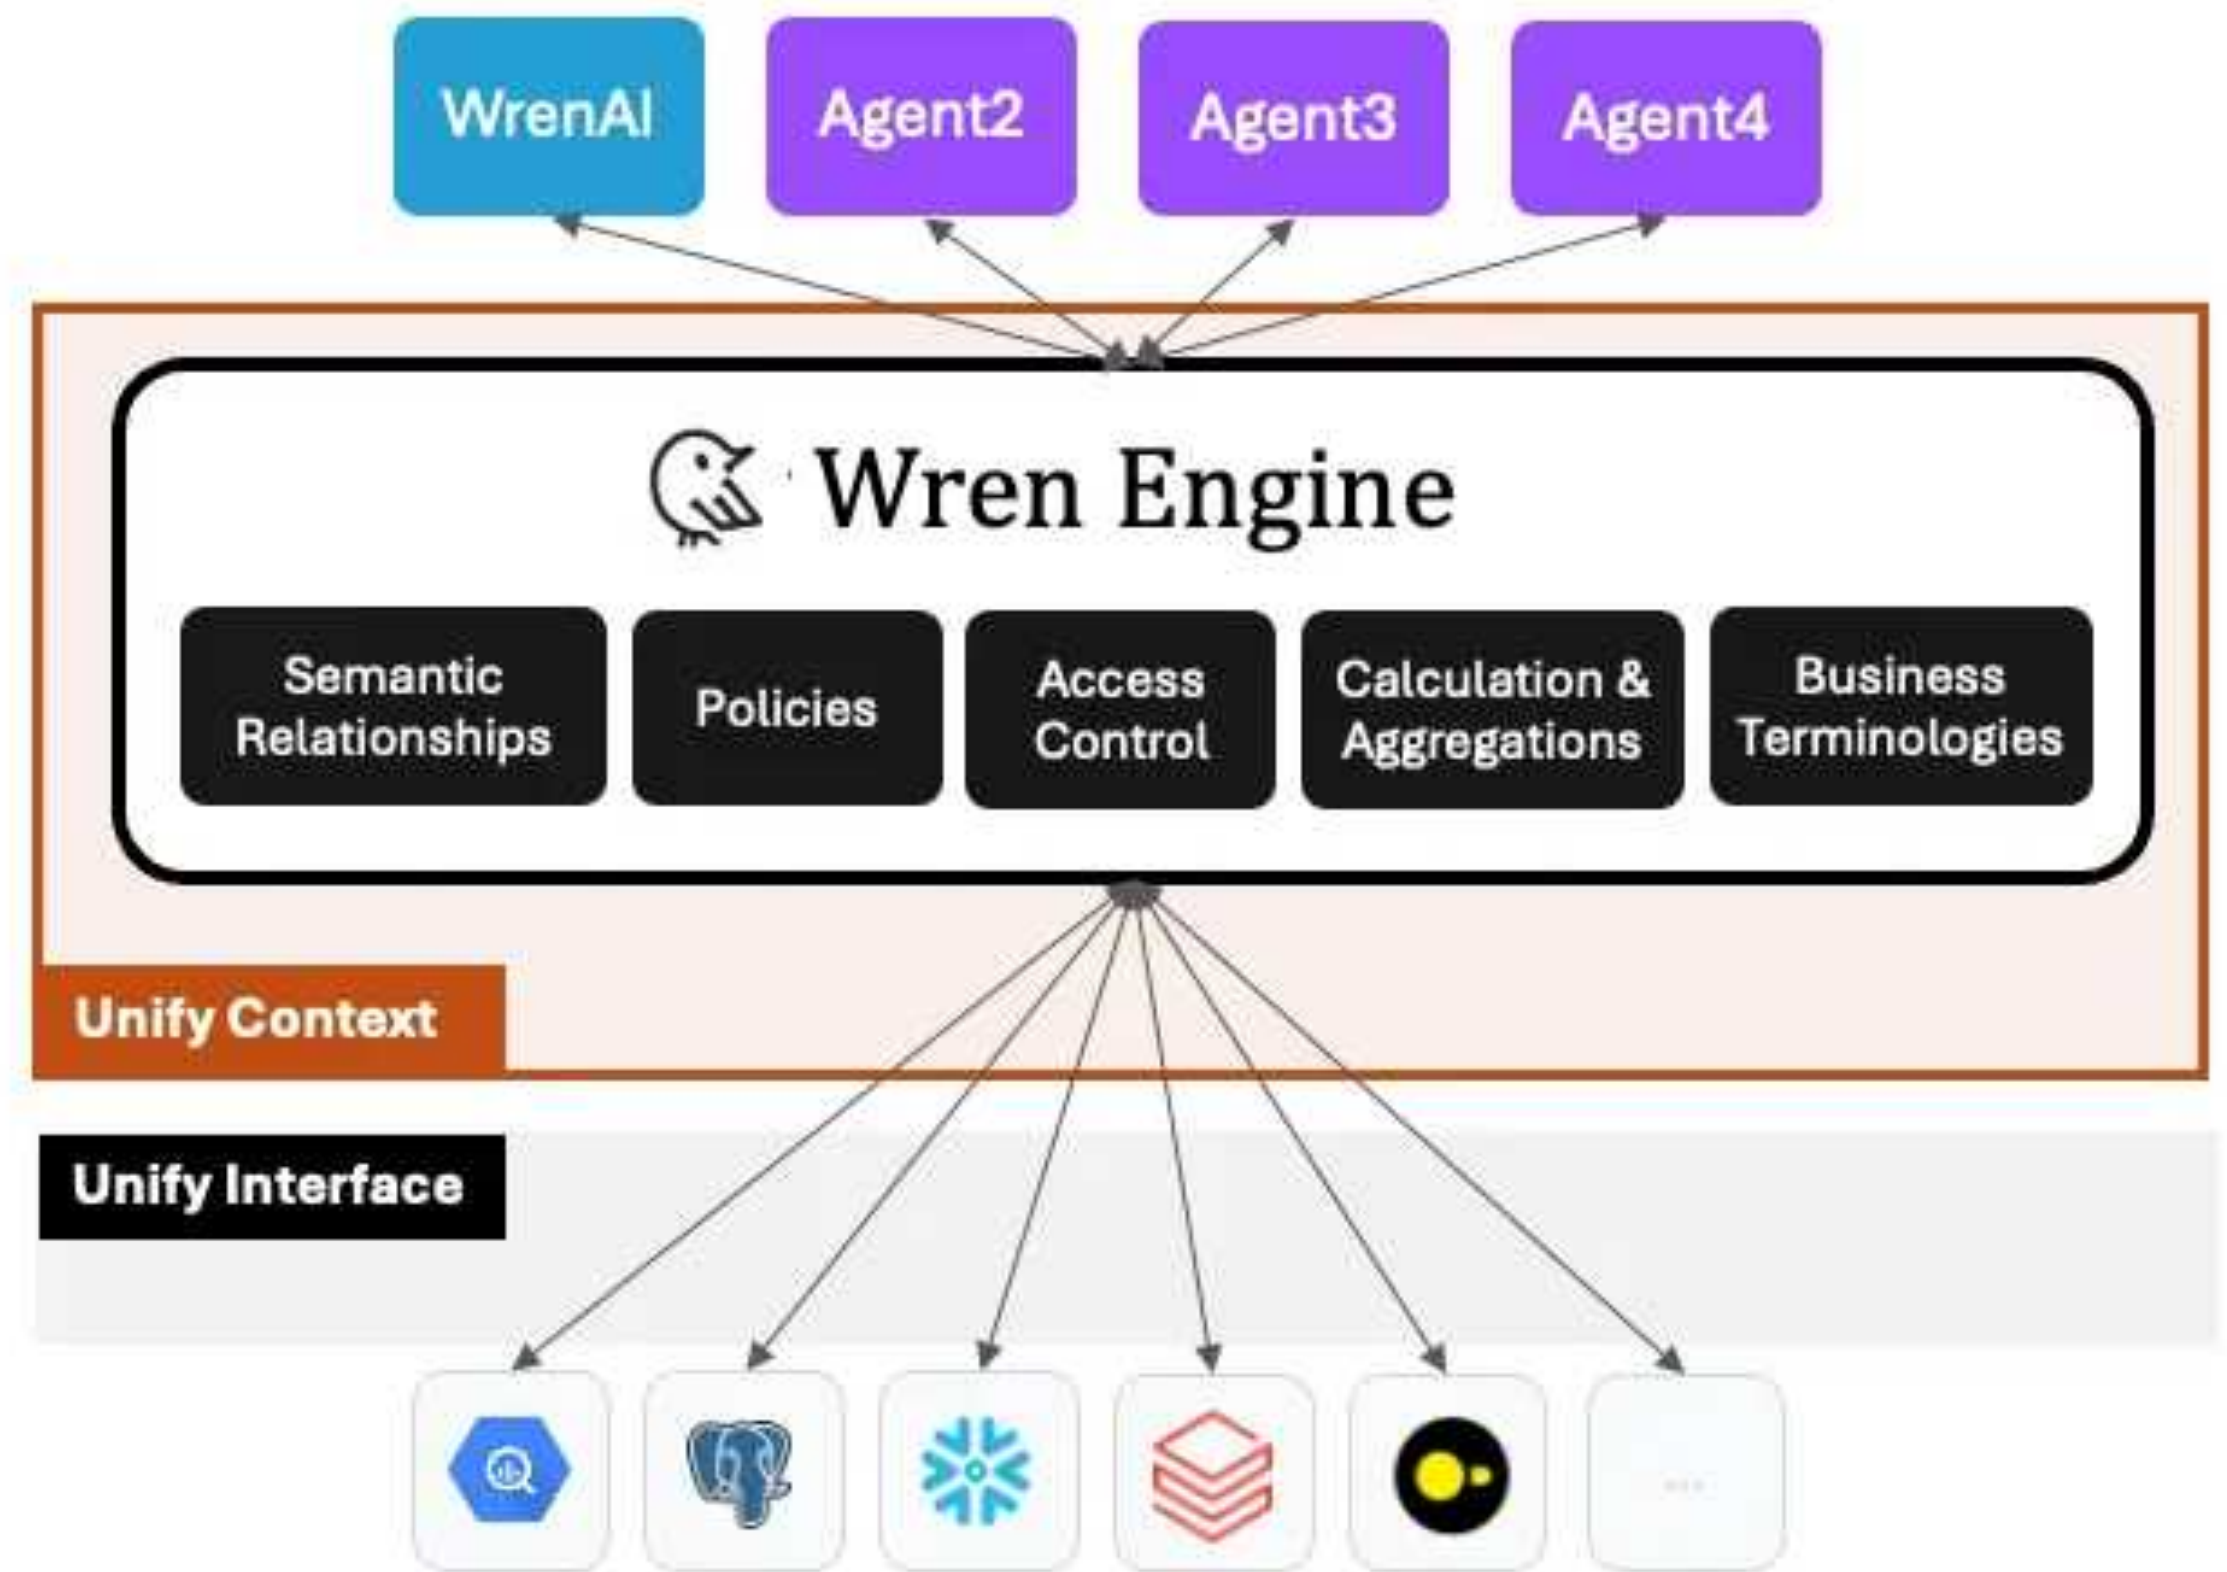 WrenAI
Agent2
Agent3
Agent4
Wren Engine
Semantic
Relationships
Policies
Access
Control
Calculation &
Aggregations
Business
Terminologies
Unify Context
Unify Interface
...